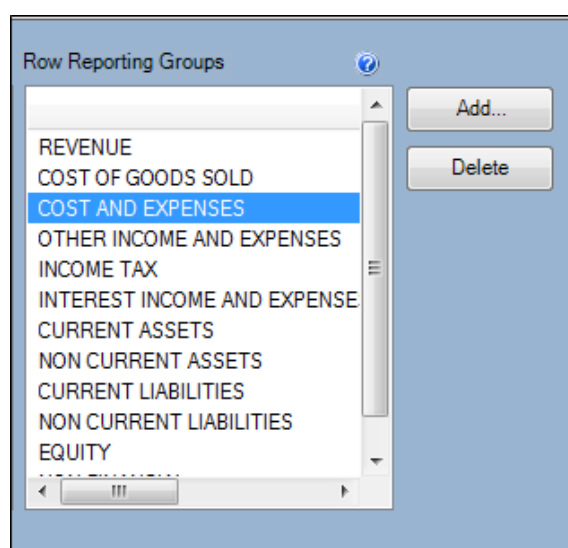 Row Reporting Groups
Add...
Delete
REVENUE
COST OF GOODS SOLD
COST AND EXPENSES
OTHER INCOME AND EXPENSES
INCOME TAX
INTEREST INCOME AND EXPENSE
CURRENT ASSETS
NON CURRENT ASSETS
CURRENT LIABILITIES
NON CURRENT LIABILITIES
EQUITY